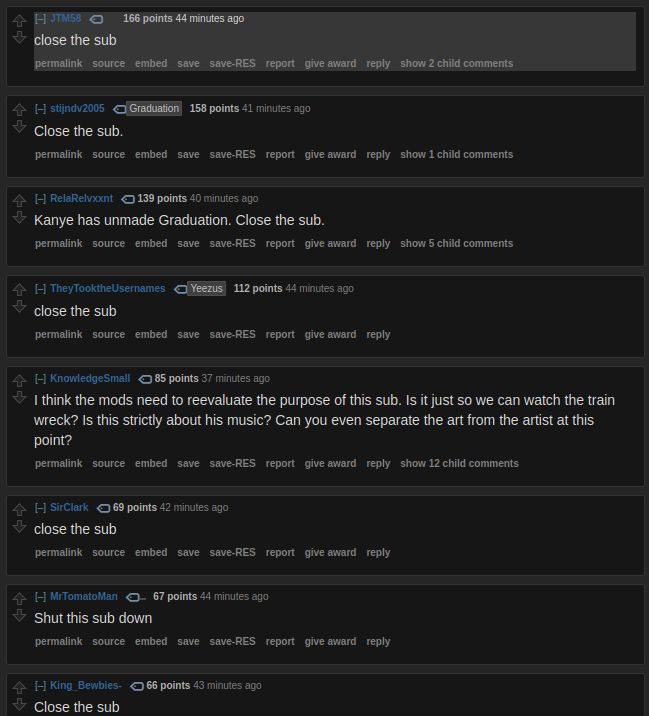 [–] JTM58 166 points 44 minutes ago
close the sub
permalink source embed save save-RES report give award reply show 2 child comments
[–] stijndv2005 Graduation 158 points 41 minutes ago
Close the sub.
permalink source embed save save-RES report give award reply show 1 child comments
[–] RelaRelvxxnt 139 points 40 minutes ago
Kanye has unmade Graduation. Close the sub.
permalink source embed save save-RES report give award reply show 5 child comments
[–] TheyTooktheUsernames Yeezus 112 points 44 minutes ago
close the sub
permalink source embed save save-RES report give award reply
[–] KnowledgeSmall 85 points 37 minutes ago
I think the mods need to reevaluate the purpose of this sub. Is it just so we can watch the train
wreck? Is this strictly about his music? Can you even separate the art from the artist at this
point?
permalink source embed save save-RES report give award reply show 12 child comments
[–] SirClark 69 points 42 minutes ago
close the sub
permalink source embed save save-RES report give award reply
[–] MrTomatoMan 67 points 44 minutes ago
Shut this sub down
permalink source embed save save-RES report give award reply
[–] King_Bewbies- 66 points 43 minutes ago
Close the sub